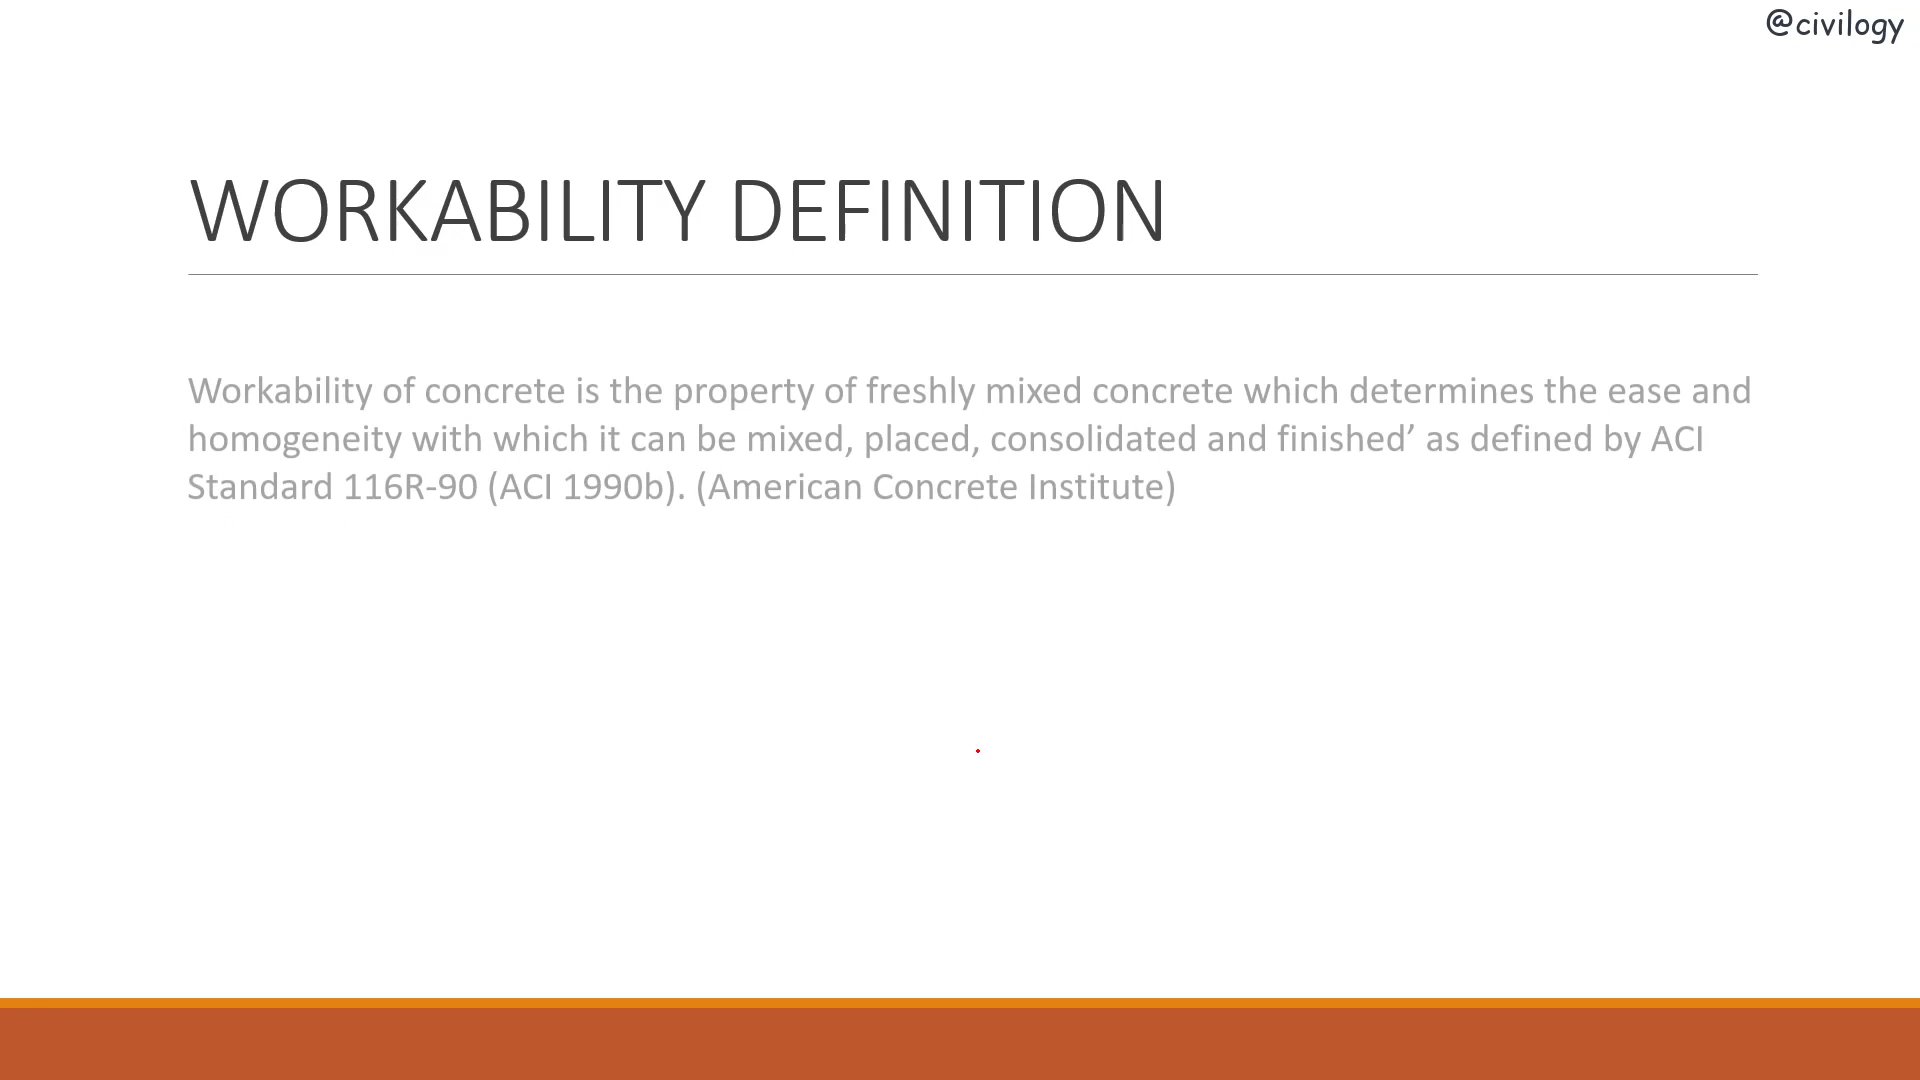 @civilogy
WORKABILITY DEFINITION
Workability of concrete is the property of freshly mixed concrete which determines the ease and
homogeneity with which it can be mixed, placed, consolidated and finished’ as defined by ACI
Standard 116R-90 (ACI 1990b). (American Concrete Institute)